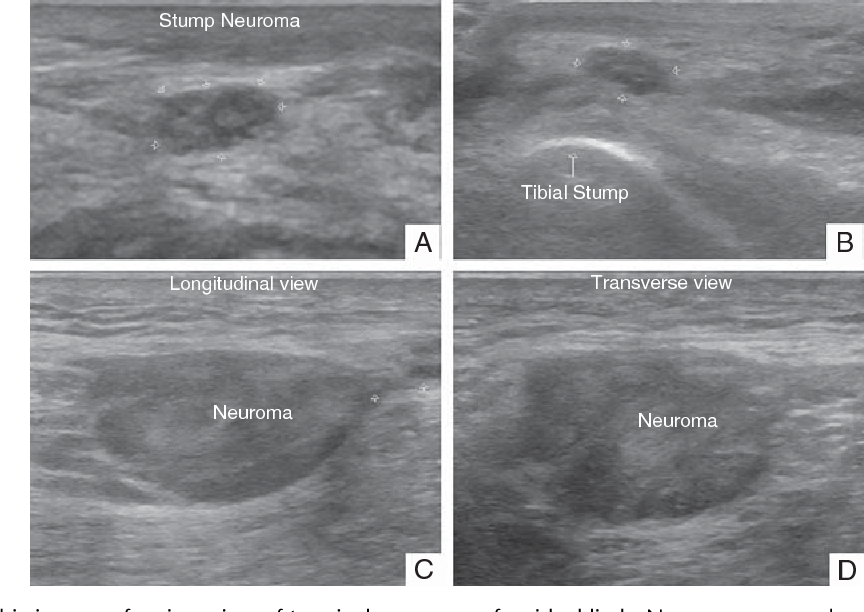 Stump Neuroma
A
Tibial Stump
B
Longitudinal view
Neuroma
C
Transverse view
Neuroma
D